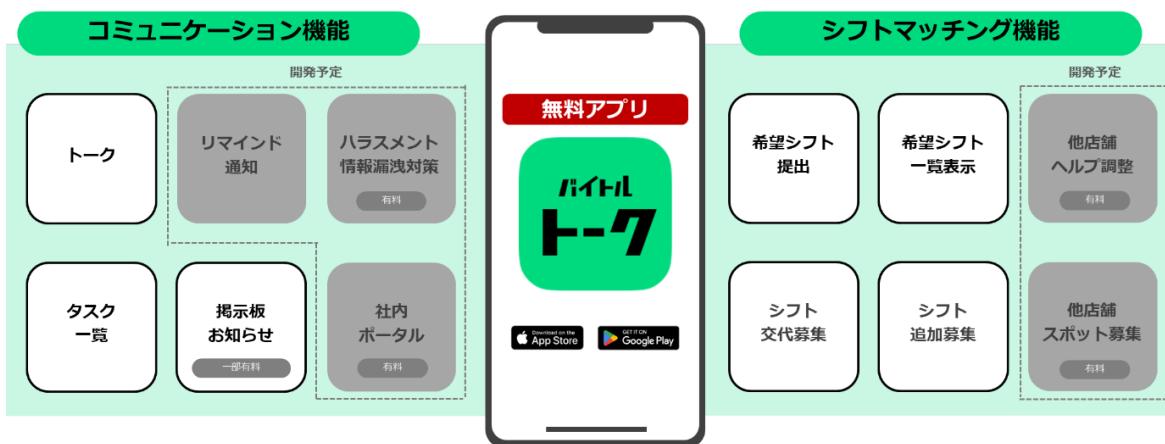 コミュニケーション機能
開発予定
トーク
リマインド
通知
ハラスメント
情報漏洩対策
有料
タスク
一覧
掲示板
お知らせ
一部有料
社内
ポータル
有料
無料アプリ
バイトル
トーク
Download on the
App Store
GET IT ON
Google Play
シフトマッチング機能
開発予定
希望シフト
提出
希望シフト
一覧表示
他店舗
ヘルプ調整
有料
シフト
交代募集
シフト
追加募集
他店舗
スポット募集
有料